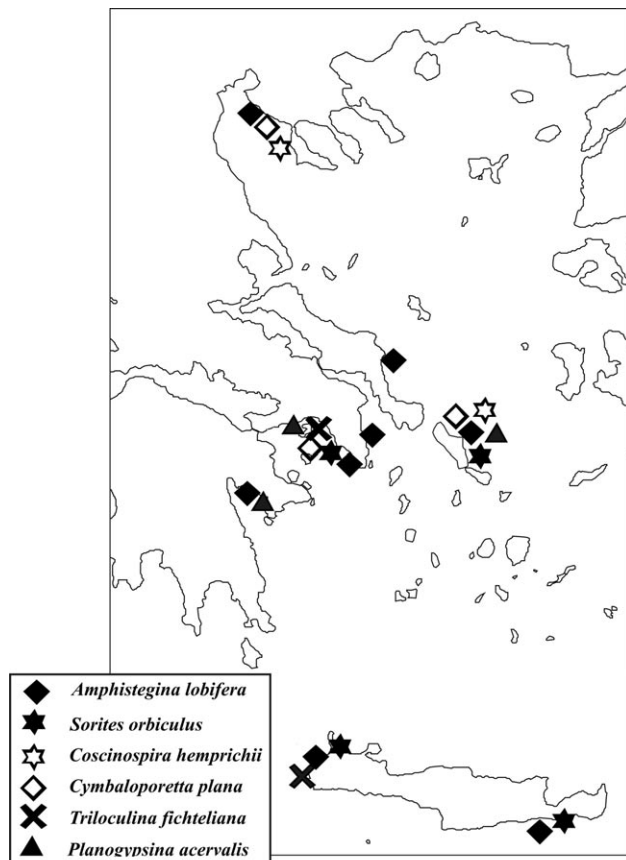 Amphistegina lobifera
Sorites orbiculus
Coscinospira hemprichii
Cymbaloporetta plana
Triloculina fichteliana
Planogypsina acervalis